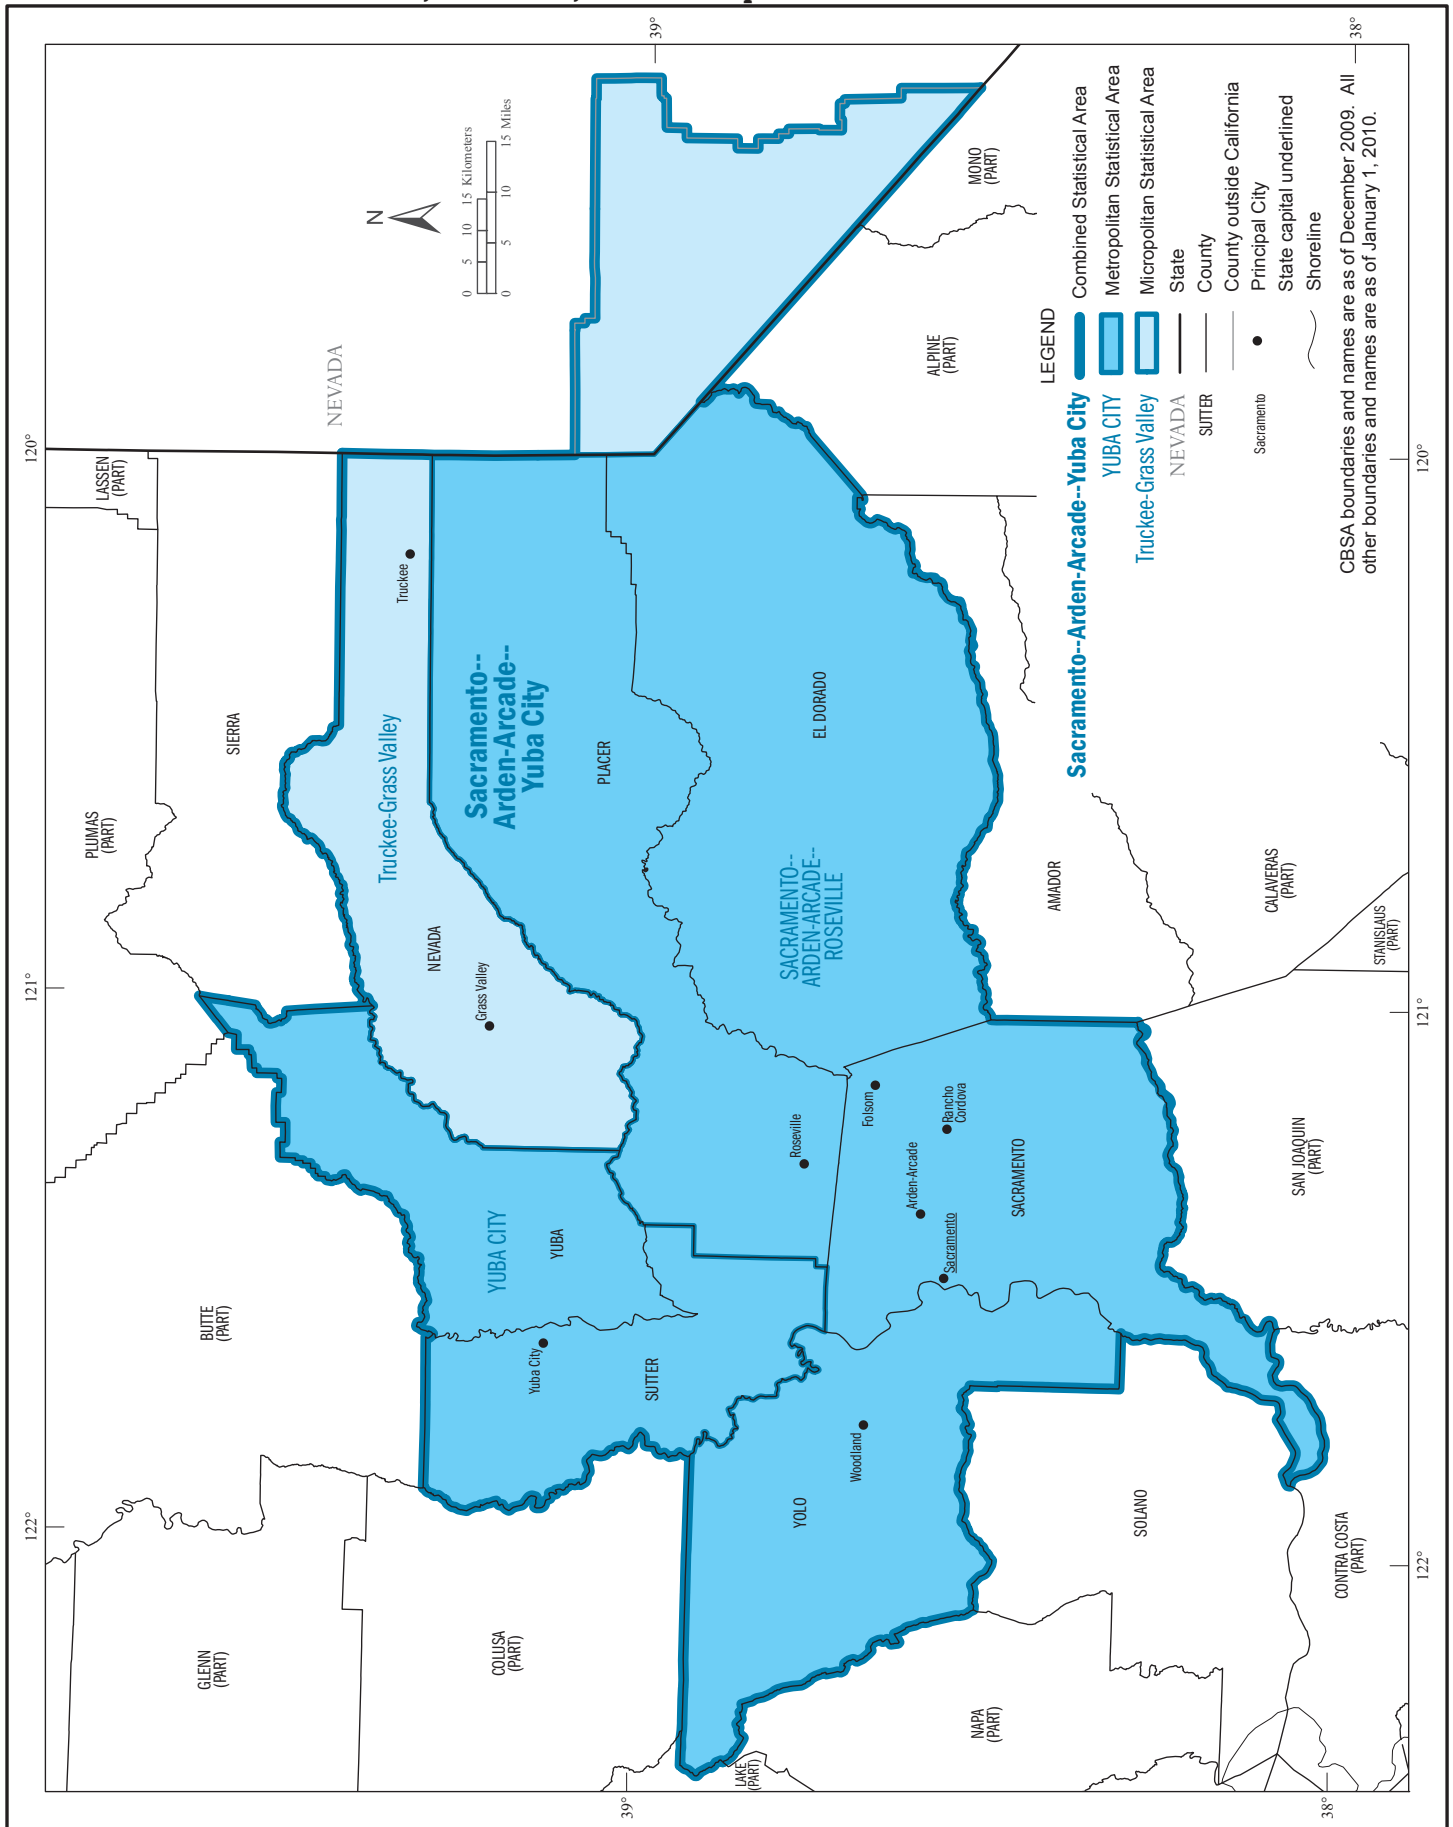 120°
121°
122°
39°
38°
39°
38°
120°
121°
122°
LASSEN
(PART)
PLUMAS
(PART)
SIERRA
BUTTE
(PART)
GLENN
(PART)
COLUSA
(PART)
LAKE
(PART)
NAPA
(PART)
SOLANO
CONTRA COSTA
(PART)
SAN JOAQUIN
(PART)
STANISLAUS
(PART)
CALAVERAS
(PART)
AMADOR
ALPINE
(PART)
MONO
(PART)
NEVADA
N
0 5 10 15 Kilometers
0 5 10 15 Miles
Truckee
Truckee-Grass Valley
NEVADA
Grass Valley
Sacramento--
Arden-Arcade--
Yuba City
PLACER
EL DORADO
SACRAMENTO--
ARDEN-ARCADE--
ROSEVILLE
YUBA CITY
YUBA
Yuba City
SUTTER
Roseville
Folsom
Rancho
Cordova
Arden-Arcade
Sacramento
SACRAMENTO
Woodland
YOLO
LEGEND
Sacramento--Arden-Arcade--Yuba City Combined Statistical Area
YUBA CITY Metropolitan Statistical Area
Truckee-Grass Valley Micropolitan Statistical Area
NEVADA State
SUTTER County
County outside California
Sacramento Principal City
State capital underlined
Shoreline
CBSA boundaries and names are as of December 2009. All
other boundaries and names are as of January 1, 2010.